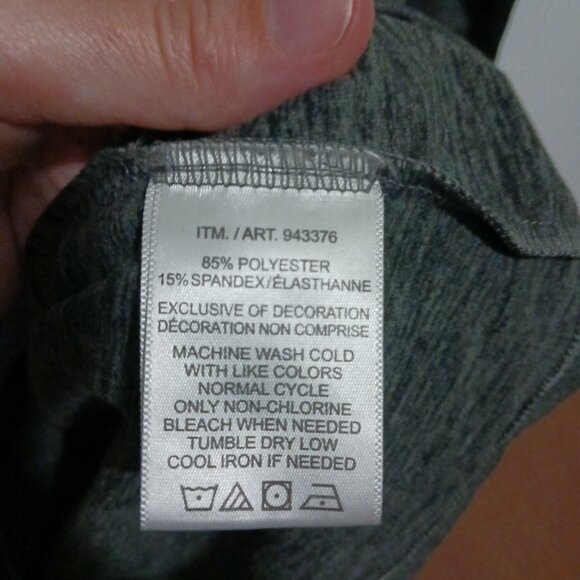 ITM. / ART. 943376
85% POLYESTER
15% SPANDEX/ÉLASTHANNE
EXCLUSIVE OF DECORATION
DÉCORATION NON COMPRISE
MACHINE WASH COLD
WITH LIKE COLORS
NORMAL CYCLE
ONLY NON-CHLORINE
BLEACH WHEN NEEDED
TUMBLE DRY LOW
COOL IRON IF NEEDED